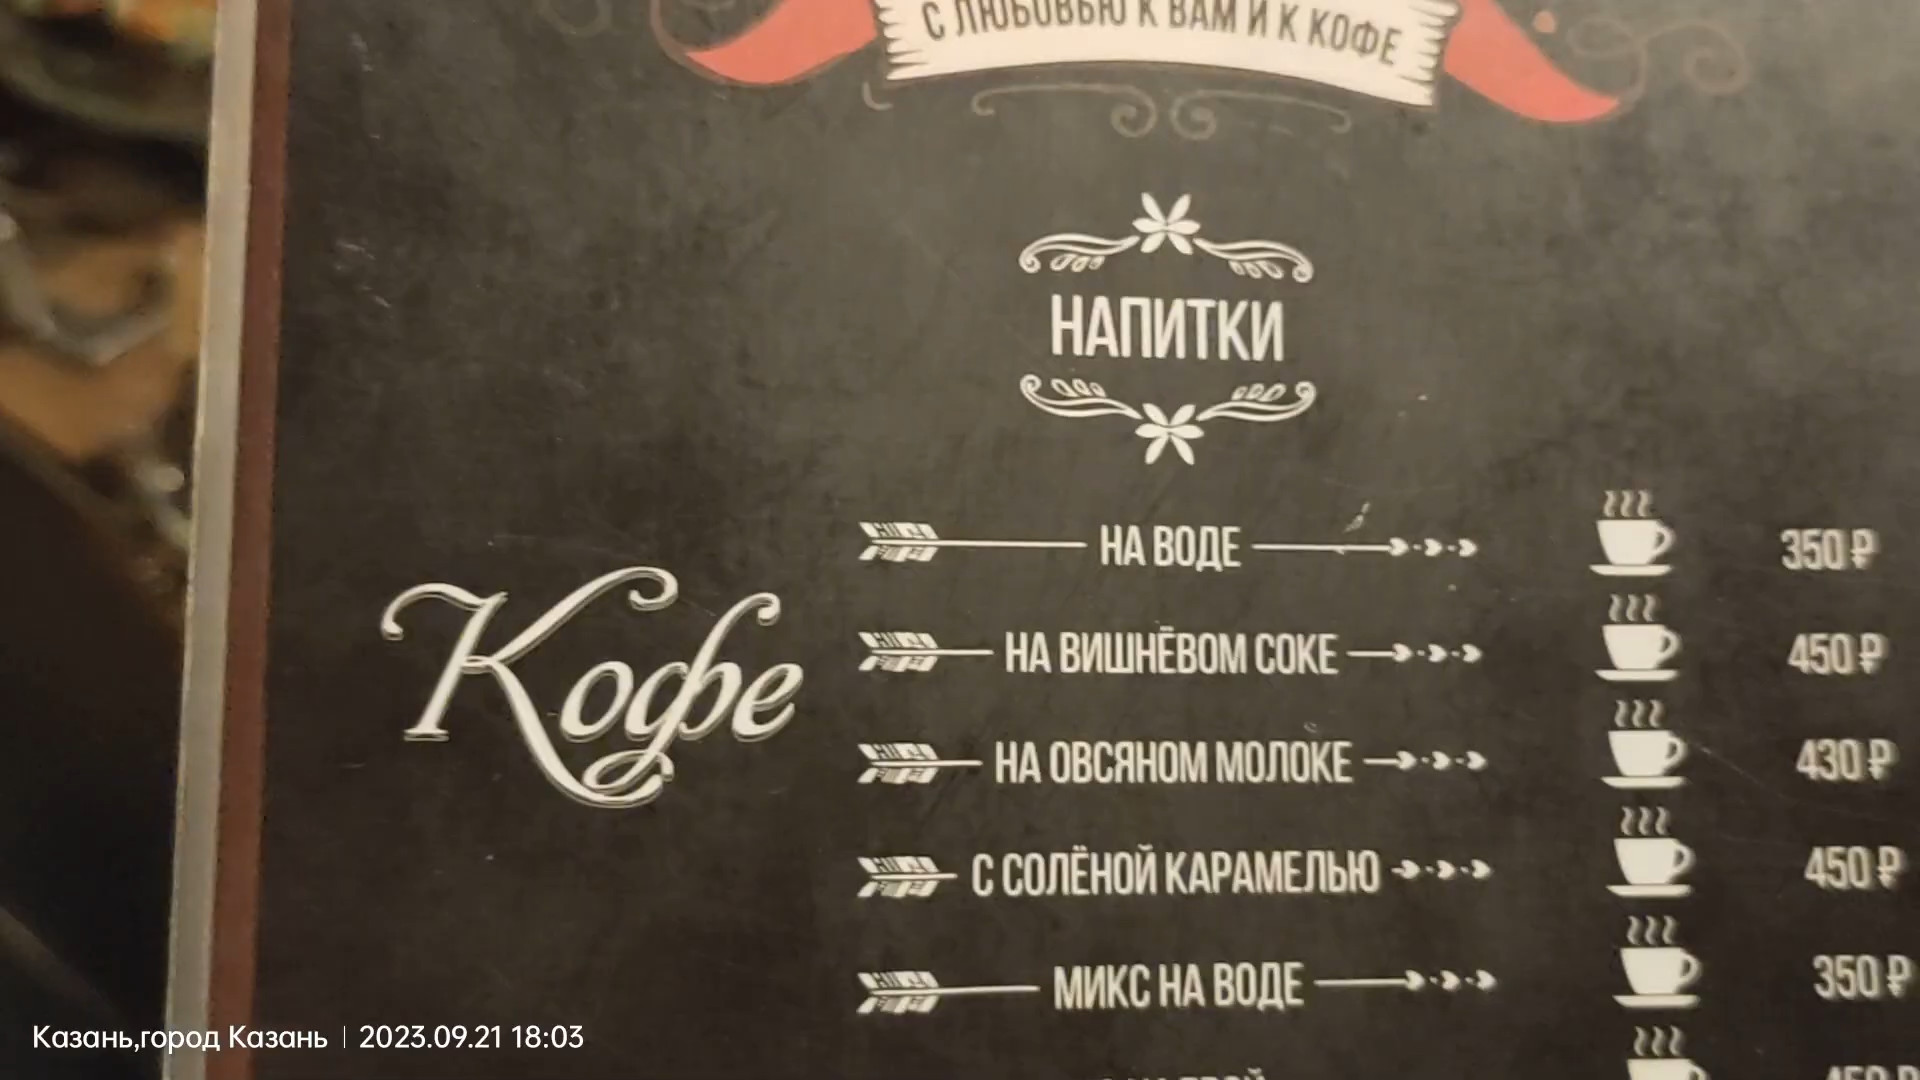 С ЛЮБОВЬЮ К ВАМ И К КОФЕ
НАПИТКИ
Кофе
НА ВОДЕ 350 ₽
НА ВИШНЁВОМ СОКЕ 450 ₽
НА ОВСЯНОМ МОЛОКЕ 430 ₽
С СОЛЁНОЙ КАРАМЕЛЬЮ 450 ₽
МИКС НА ВОДЕ 350 ₽
Казань,город Казань | 2023.09.21 18:03